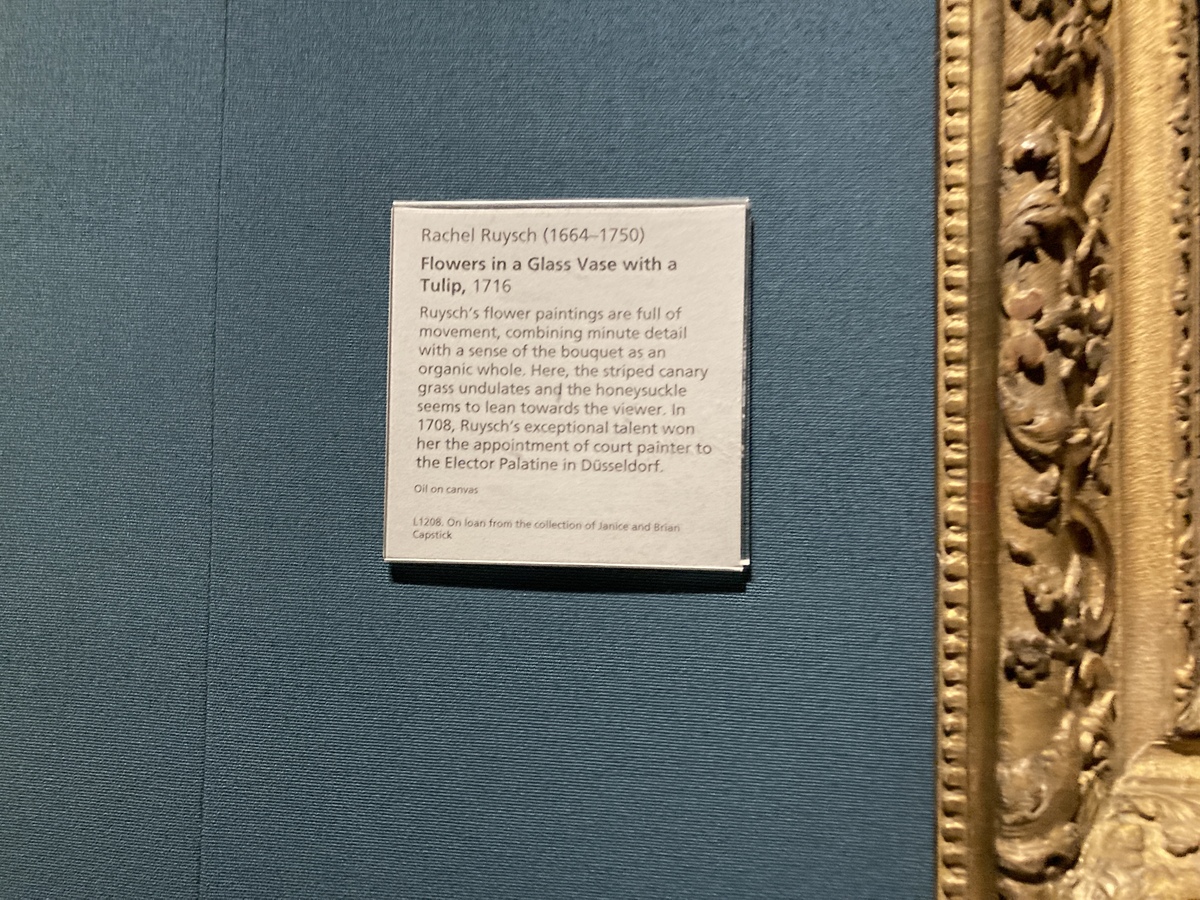 Rachel Ruysch (1664–1750)
Flowers in a Glass Vase with a
Tulip, 1716
Ruysch's flower paintings are full of
movement, combining minute detail
with a sense of the bouquet as an
organic whole. Here, the striped canary
grass undulates and the honeysuckle
seems to lean towards the viewer. In
1708, Ruysch's exceptional talent won
her the appointment of court painter to
the Elector Palatine in Düsseldorf.
Oil on canvas
L1208. On loan from the collection of Janice and Brian
Capstick